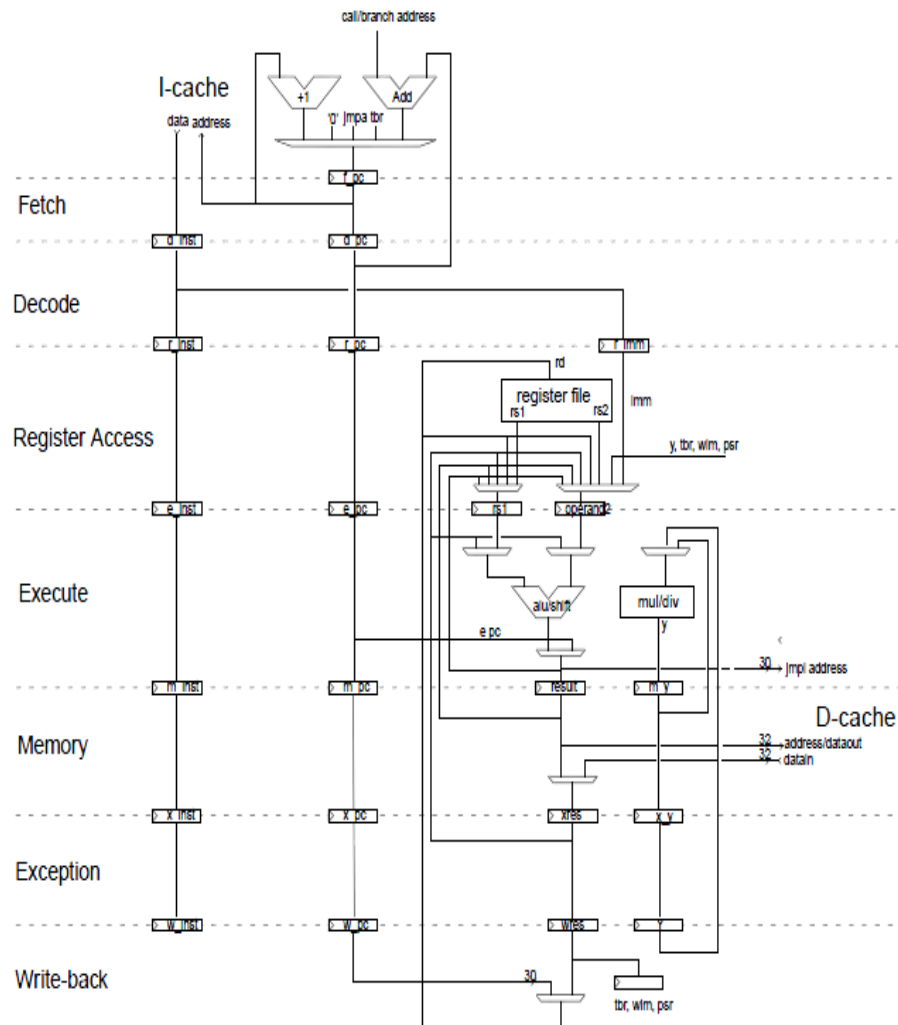 call/branch address
I-cache
+1
Add
data address
'0' jmpa tbr
f_pc
Fetch
d_inst
d_pc
Decode
r_inst
r_pc
r_imm
rd
register file
rs1
rs2
imm
Register Access
y, tbr, wim, psr
e_inst
e_pc
rs1
operand2
Execute
alu/shift
mul/div
y
e pc
30
jmpl address
m_inst
m_pc
result
m_y
D-cache
Memory
32
address/dataout
32
datain
x_inst
x_pc
xres
x_y
Exception
w_inst
w_pc
wres
Y
Write-back
30
tbr, wim, psr